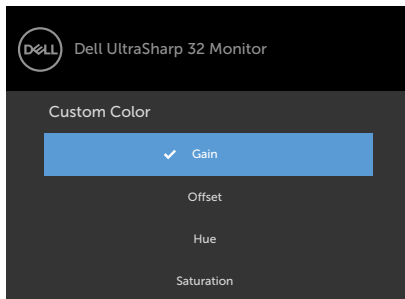 DELL
Dell UltraSharp 32 Monitor
Custom Color
Gain
Offset
Hue
Saturation